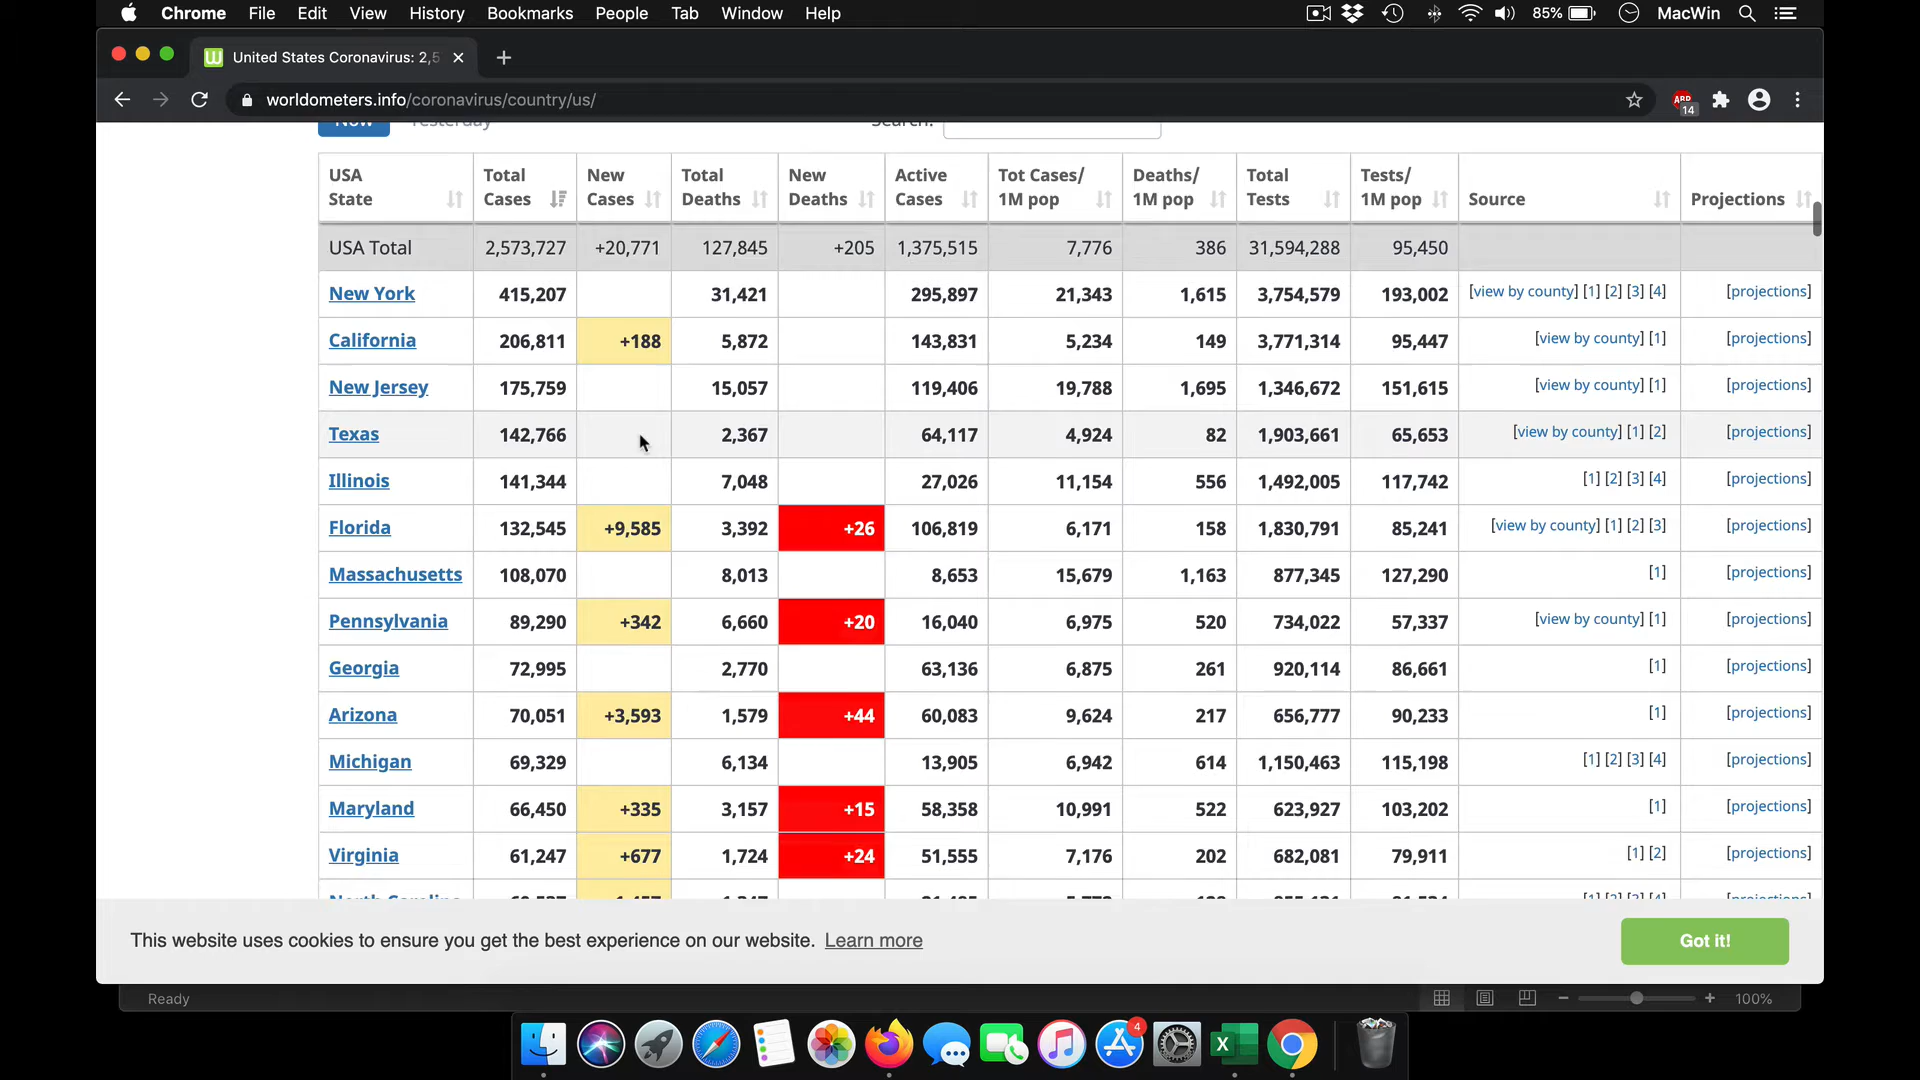 Chrome File Edit View History Bookmarks People Tab Window Help 85% MacWin
United States Coronavirus: 2,5
worldometers.info/coronavirus/country/us/
ABP 14
Now Yesterday Search:
USA State Total Cases New Cases Total Deaths New Deaths Active Cases Tot Cases/ 1M pop Deaths/ 1M pop Total Tests Tests/ 1M pop Source Projections
USA Total 2,573,727 +20,771 127,845 +205 1,375,515 7,776 386 31,594,288 95,450
New York 415,207 31,421 295,897 21,343 1,615 3,754,579 193,002 [view by county] [1] [2] [3] [4] [projections]
California 206,811 +188 5,872 143,831 5,234 149 3,771,314 95,447 [view by county] [1] [projections]
New Jersey 175,759 15,057 119,406 19,788 1,695 1,346,672 151,615 [view by county] [1] [projections]
Texas 142,766 2,367 64,117 4,924 82 1,903,661 65,653 [view by county] [1] [2] [projections]
Illinois 141,344 7,048 27,026 11,154 556 1,492,005 117,742 [1] [2] [3] [4] [projections]
Florida 132,545 +9,585 3,392 +26 106,819 6,171 158 1,830,791 85,241 [view by county] [1] [2] [3] [projections]
Massachusetts 108,070 8,013 8,653 15,679 1,163 877,345 127,290 [1] [projections]
Pennsylvania 89,290 +342 6,660 +20 16,040 6,975 520 734,022 57,337 [view by county] [1] [projections]
Georgia 72,995 2,770 63,136 6,875 261 920,114 86,661 [1] [projections]
Arizona 70,051 +3,593 1,579 +44 60,083 9,624 217 656,777 90,233 [1] [projections]
Michigan 69,329 6,134 13,905 6,942 614 1,150,463 115,198 [1] [2] [3] [4] [projections]
Maryland 66,450 +335 3,157 +15 58,358 10,991 522 623,927 103,202 [1] [projections]
Virginia 61,247 +677 1,724 +24 51,555 7,176 202 682,081 79,911 [1] [2] [projections]
North Carolina
This website uses cookies to ensure you get the best experience on our website. Learn more Got it!
Ready 100%
4